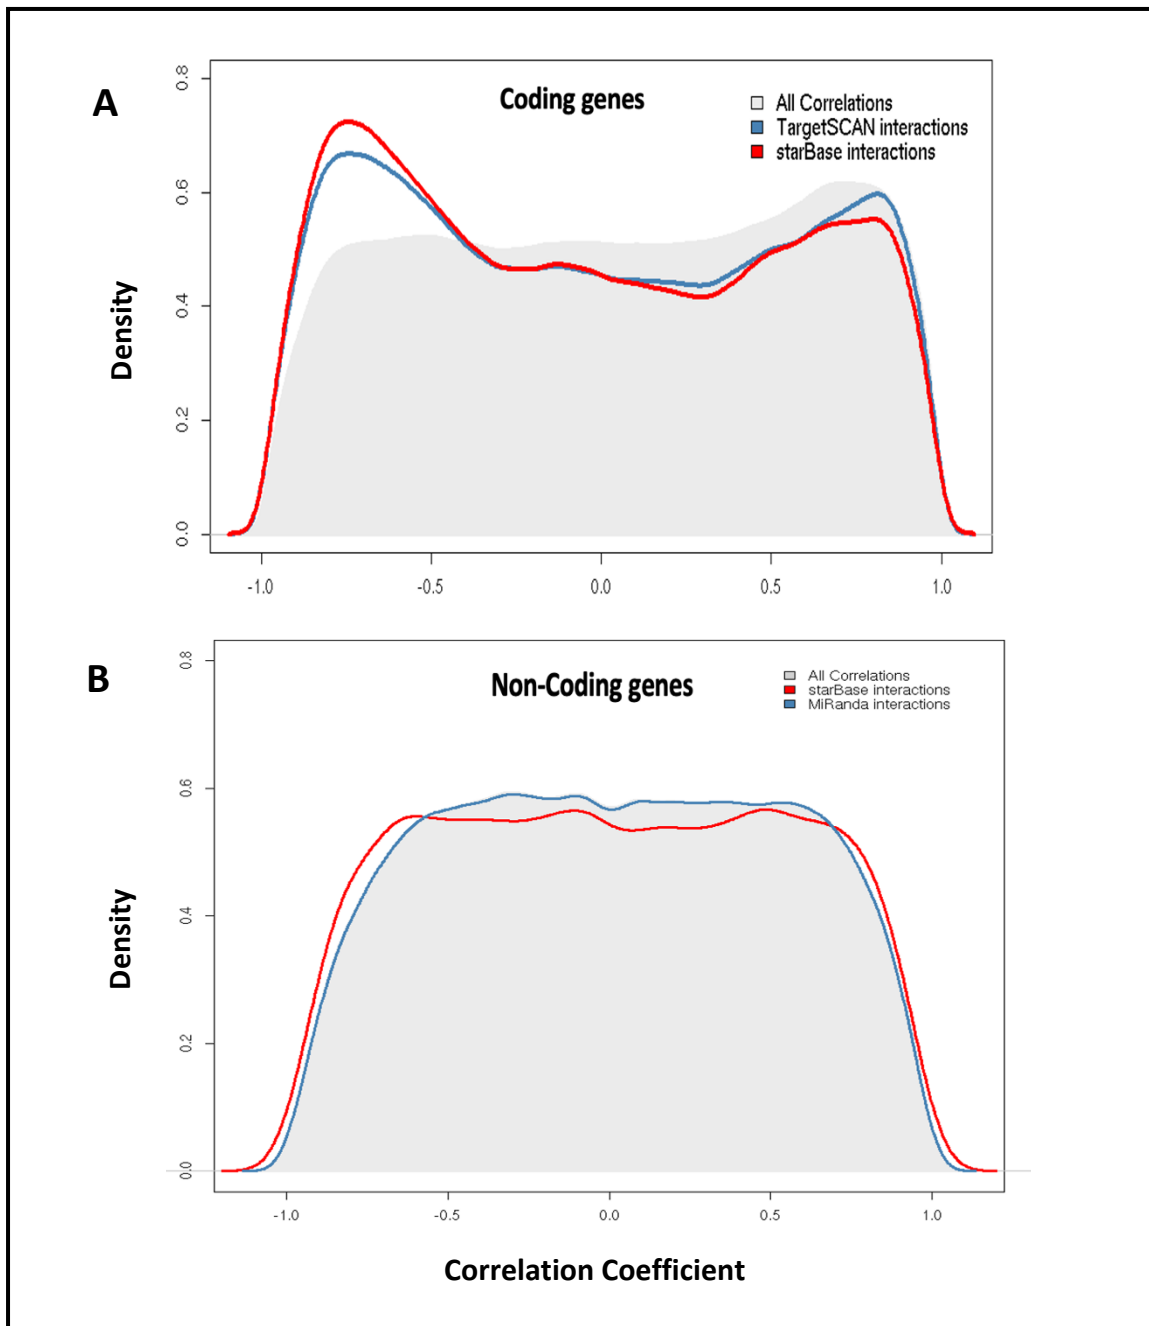 A
Coding genes
All Correlations
TargetSCAN interactions
starBase interactions
Density
0.8
0.6
0.4
0.2
0.0
-1.0 -0.5 0.0 0.5 1.0
B
Non-Coding genes
All Correlations
starBase interactions
MiRanda interactions
Density
0.8
0.6
0.4
0.2
0.0
-1.0 -0.5 0.0 0.5 1.0
Correlation Coefficient